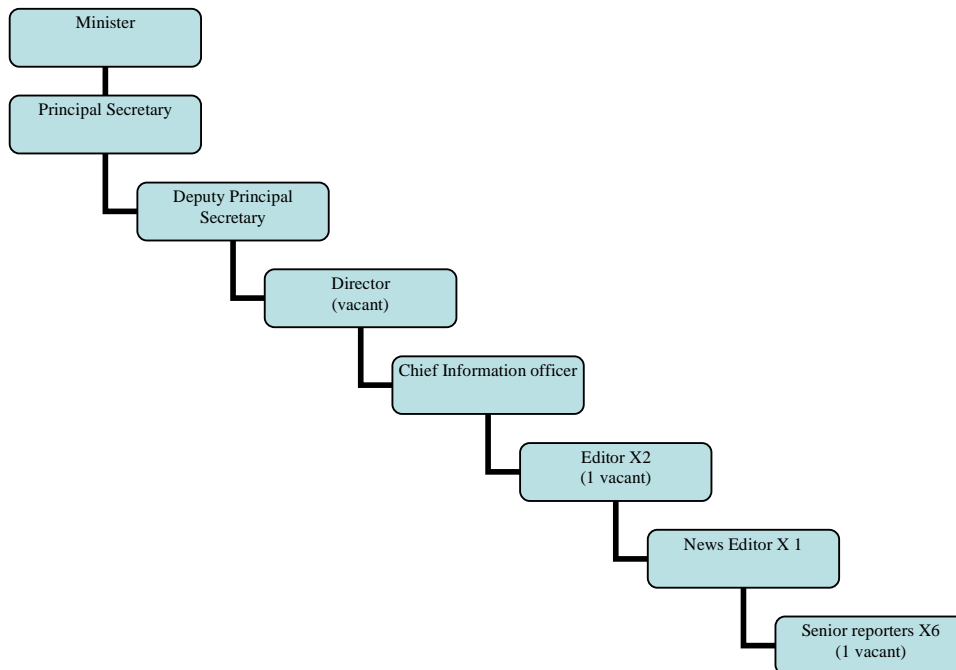 Minister
Principal Secretary
Deputy Principal
Secretary
Director
(vacant)
Chief Information officer
Editor X2
(1 vacant)
News Editor X 1
Senior reporters X6
(1 vacant)